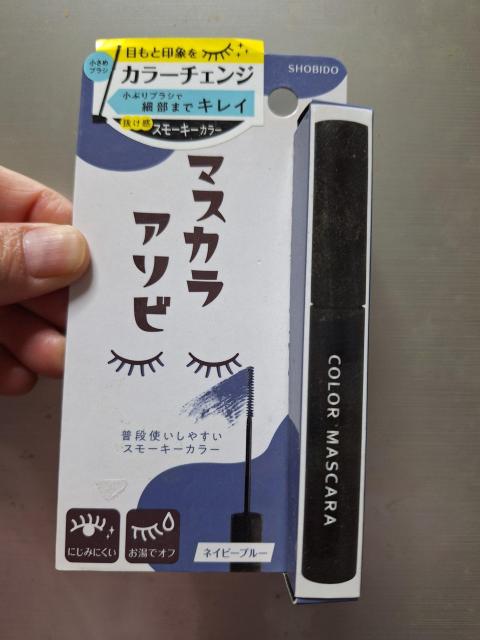 目もと印象を
小さめ
ブラシ
カラーチェンジ
小ぶりブラシで
細部までキレイ
抜け感
スモーキーカラー
SHOBIDO
マスカラ
アソビ
普段使いしやすい
スモーキーカラー
にじみにくい
お湯でオフ
ネイビーブルー
COLOR MASCARA